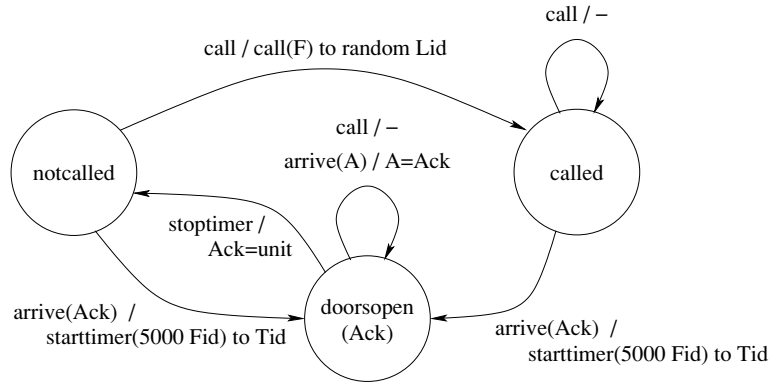 call / −
call / call(F) to random Lid
call / −
arrive(A) / A=Ack
notcalled
called
stoptimer /
Ack=unit
doorsopen
(Ack)
arrive(Ack) /
starttimer(5000 Fid) to Tid
arrive(Ack) /
starttimer(5000 Fid) to Tid